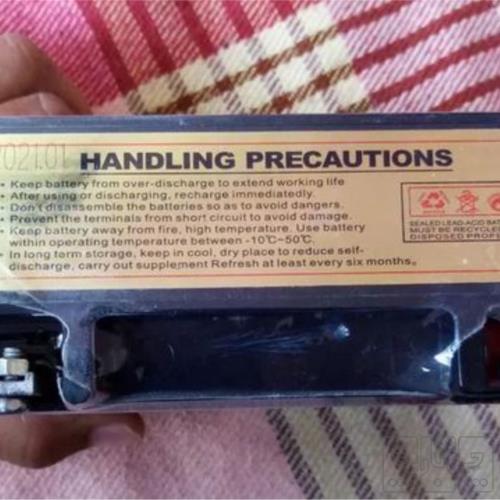 2021.01
HANDLING PRECAUTIONS
• Keep battery from over-discharge to extend working life
• After using or discharging, recharge immediately.
• Don't disassemble the batteries so as to avoid dangers.
• Prevent the terminals from short circuit to avoid damage.
• Keep battery away from fire, high temperature. Use battery
within operating temperature between -10℃~50℃.
• In long term storage, keep in cool, dry place to reduce self-
discharge, carry out supplement Refresh at least every six months.
SEALED LEAD-ACID BAT
MUST BE RECYCLE
DISPOSED PROPE